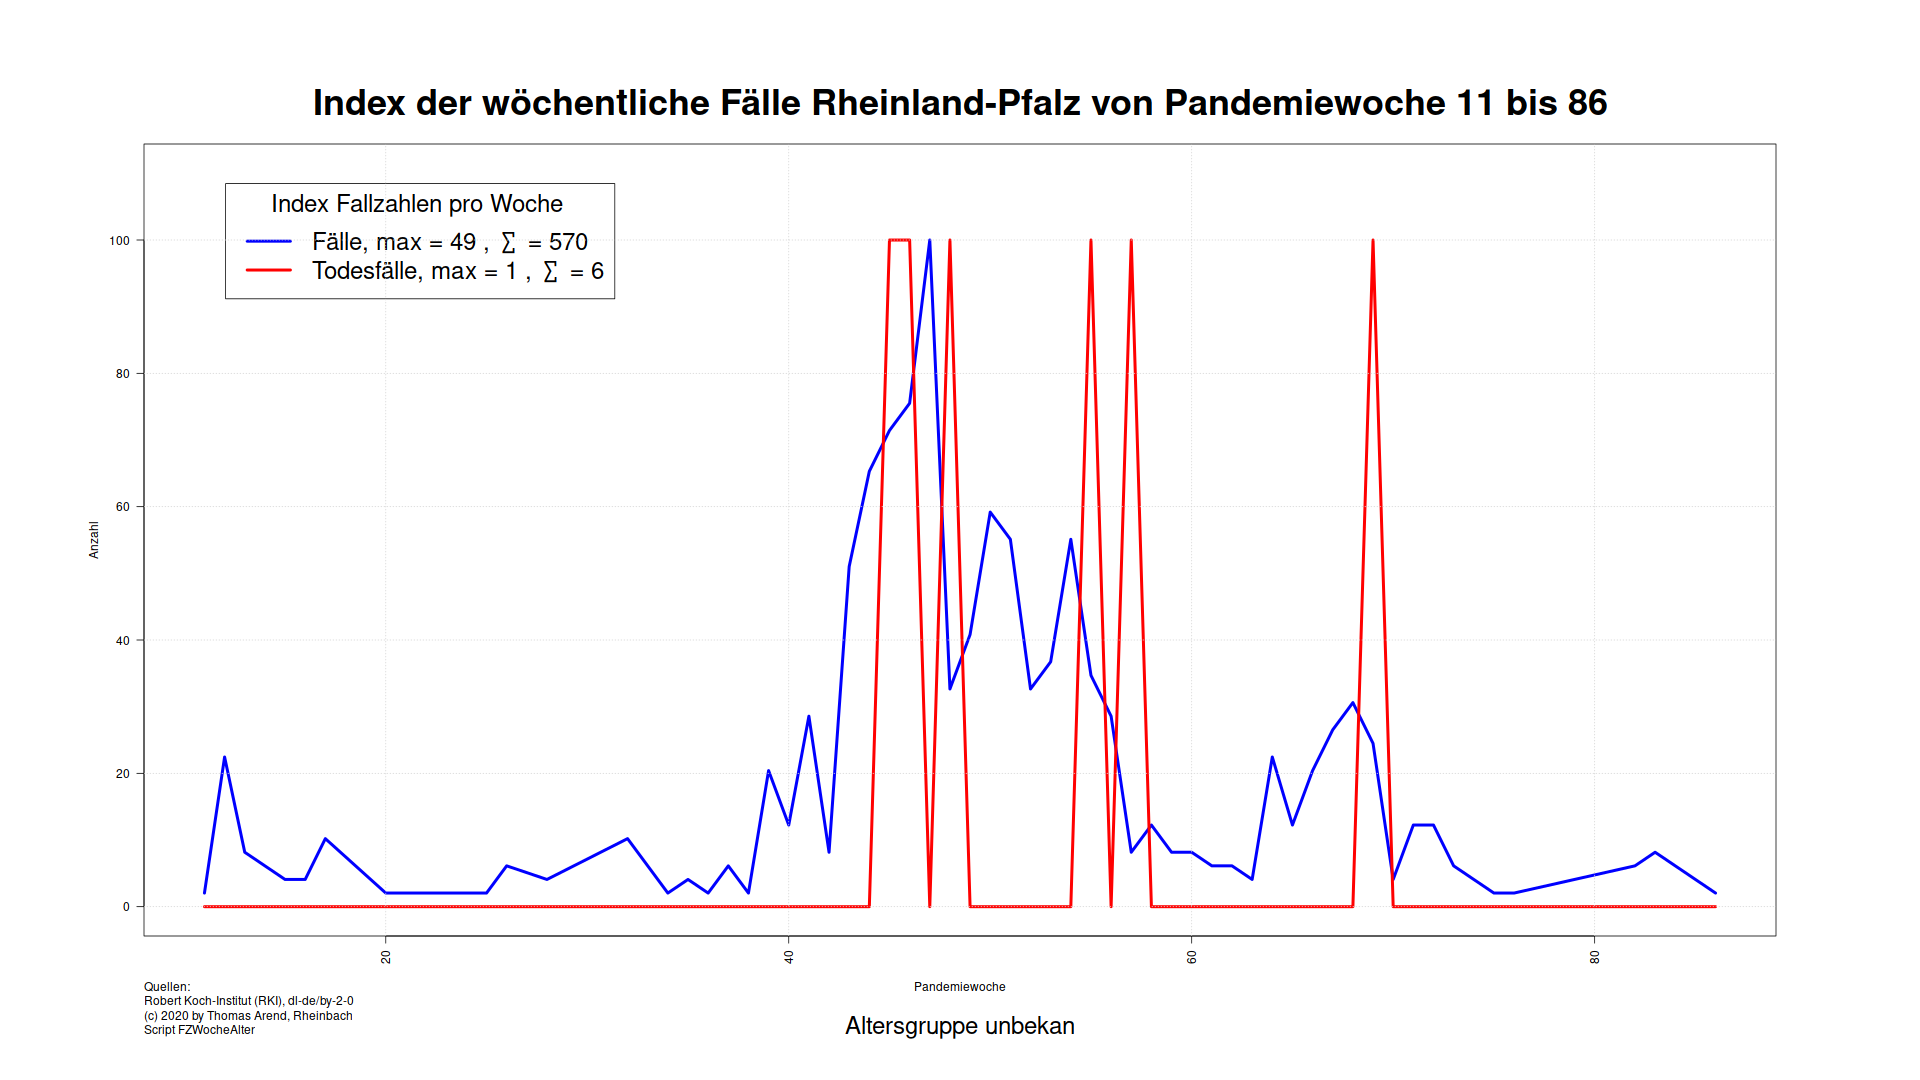 Index der wöchentliche Fälle Rheinland-Pfalz von Pandemiewoche 11 bis 86
Index Fallzahlen pro Woche
Fälle, max = 49 , ∑ = 570
Todesfälle, max = 1 , ∑ = 6
100
80
60
40
20
0
Anzahl
20
40
60
80
Pandemiewoche
Quellen:
Robert Koch-Institut (RKI), dl-de/by-2-0
(c) 2020 by Thomas Arend, Rheinbach
Script FZWocheAlter
Altersgruppe unbekan